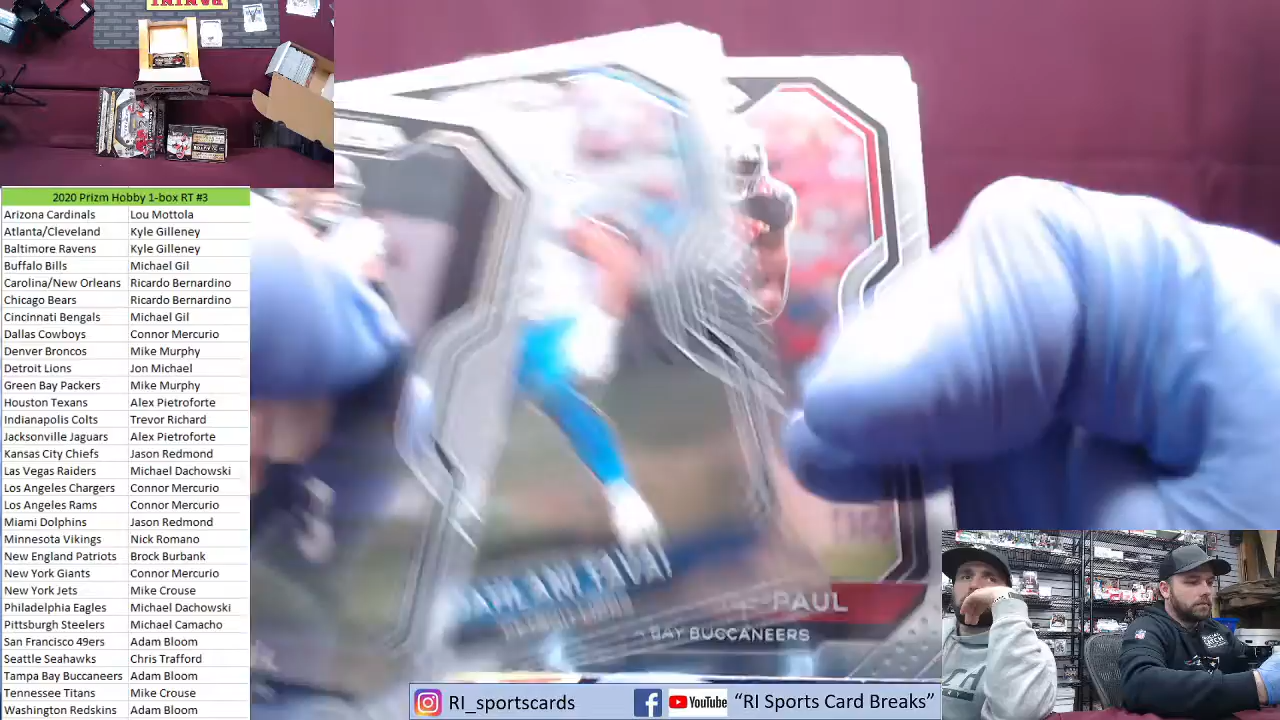 PANINI
2020 Prizm Hobby 1-box RT #3
Arizona Cardinals Lou Mottola
Atlanta/Cleveland Kyle Gilleney
Baltimore Ravens Kyle Gilleney
Buffalo Bills Michael Gil
Carolina/New Orleans Ricardo Bernardino
Chicago Bears Ricardo Bernardino
Cincinnati Bengals Michael Gil
Dallas Cowboys Connor Mercurio
Denver Broncos Mike Murphy
Detroit Lions Jon Michael
Green Bay Packers Mike Murphy
Houston Texans Alex Pietroforte
Indianapolis Colts Trevor Richard
Jacksonville Jaguars Alex Pietroforte
Kansas City Chiefs Jason Redmond
Las Vegas Raiders Michael Dachowski
Los Angeles Chargers Connor Mercurio
Los Angeles Rams Connor Mercurio
Miami Dolphins Jason Redmond
Minnesota Vikings Nick Romano
New England Patriots Brock Burbank
New York Giants Connor Mercurio
New York Jets Mike Crouse
Philadelphia Eagles Michael Dachowski
Pittsburgh Steelers Michael Camacho
San Francisco 49ers Adam Bloom
Seattle Seahawks Chris Trafford
Tampa Bay Buccaneers Adam Bloom
Tennessee Titans Mike Crouse
Washington Redskins Adam Bloom
PAUL
BAY BUCCANEERS
RI_sportscards YouTube "RI Sports Card Breaks"